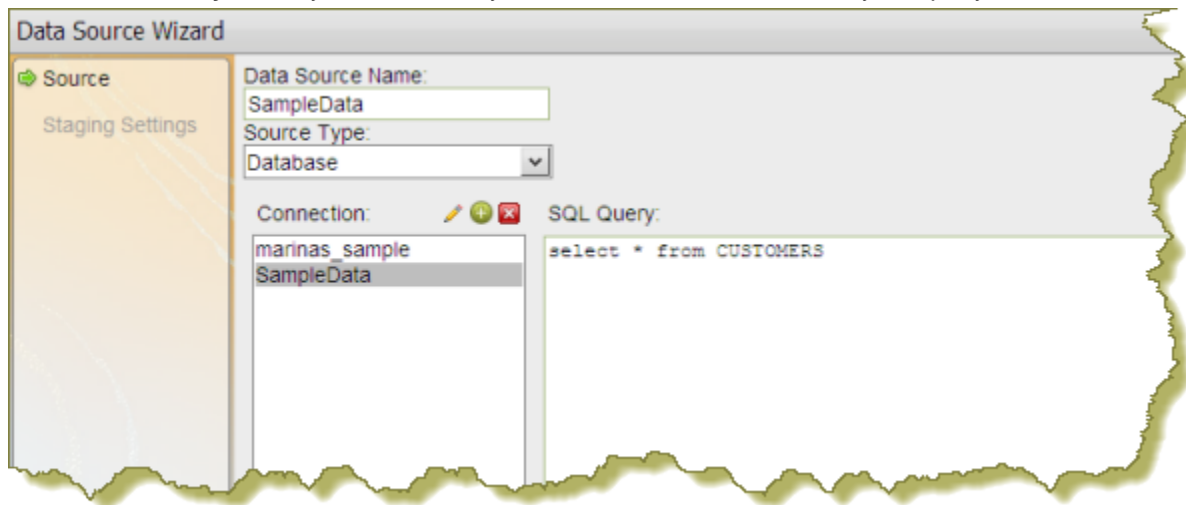 Data Source Wizard
Source
Staging Settings
Data Source Name:
SampleData
Source Type:
Database
Connection:
marinas_sample
SampleData
SQL Query:
select * from CUSTOMERS